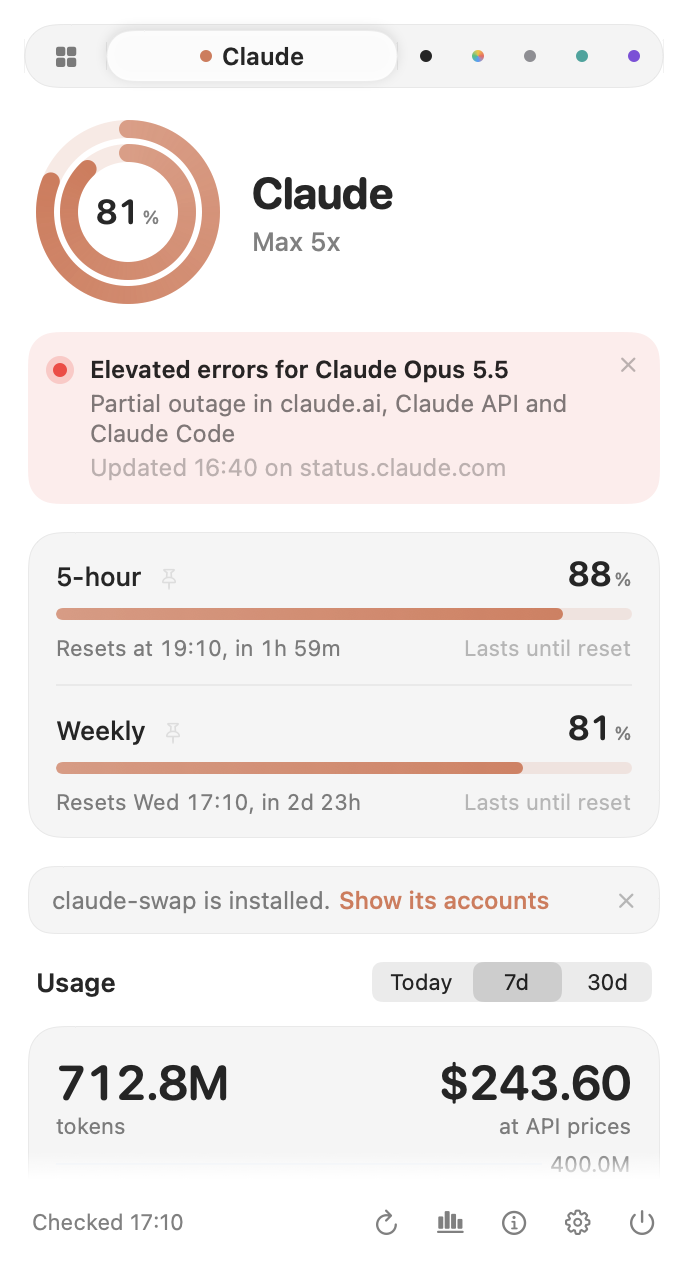 Claude
81 %
Claude
Max 5x
Elevated errors for Claude Opus 5.5
Partial outage in claude.ai, Claude API and
Claude Code
Updated 16:40 on status.claude.com
5-hour 88 %
Resets at 19:10, in 1h 59m Lasts until reset
Weekly 81 %
Resets Wed 17:10, in 2d 23h Lasts until reset
claude-swap is installed. Show its accounts
Usage Today 7d 30d
712.8M $243.60
tokens at API prices
400.0M
Checked 17:10